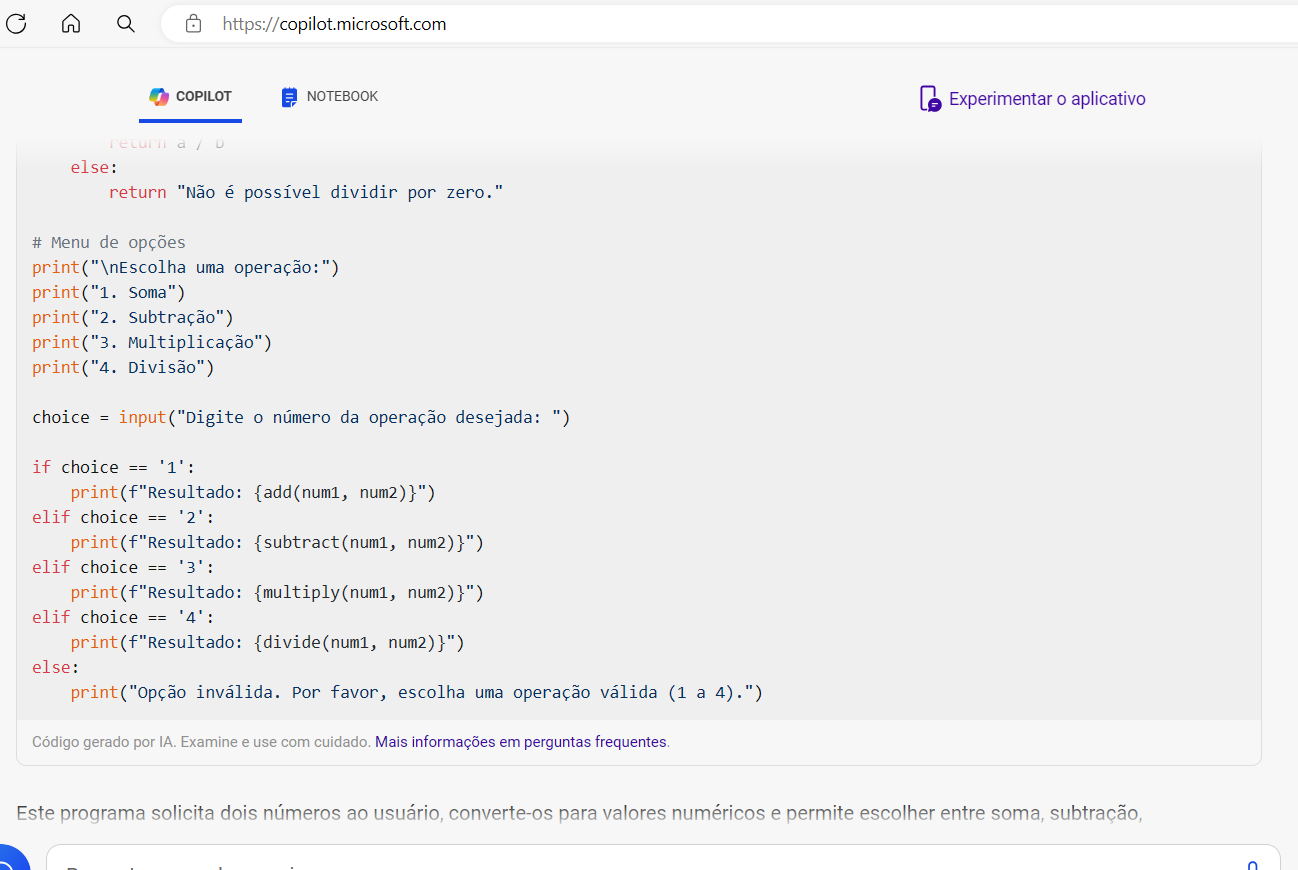 https://copilot.microsoft.com
COPILOT
NOTEBOOK
Experimentar o aplicativo
return a / b
else:
return "Não é possível dividir por zero."
# Menu de opções
print("\nEscolha uma operação:")
print("1. Soma")
print("2. Subtração")
print("3. Multiplicação")
print("4. Divisão")
choice = input("Digite o número da operação desejada: ")
if choice == '1':
print(f"Resultado: {add(num1, num2)}")
elif choice == '2':
print(f"Resultado: {subtract(num1, num2)}")
elif choice == '3':
print(f"Resultado: {multiply(num1, num2)}")
elif choice == '4':
print(f"Resultado: {divide(num1, num2)}")
else:
print("Opção inválida. Por favor, escolha uma operação válida (1 a 4).")
Código gerado por IA. Examine e use com cuidado. Mais informações em perguntas frequentes.
Este programa solicita dois números ao usuário, converte-os para valores numéricos e permite escolher entre soma, subtração,